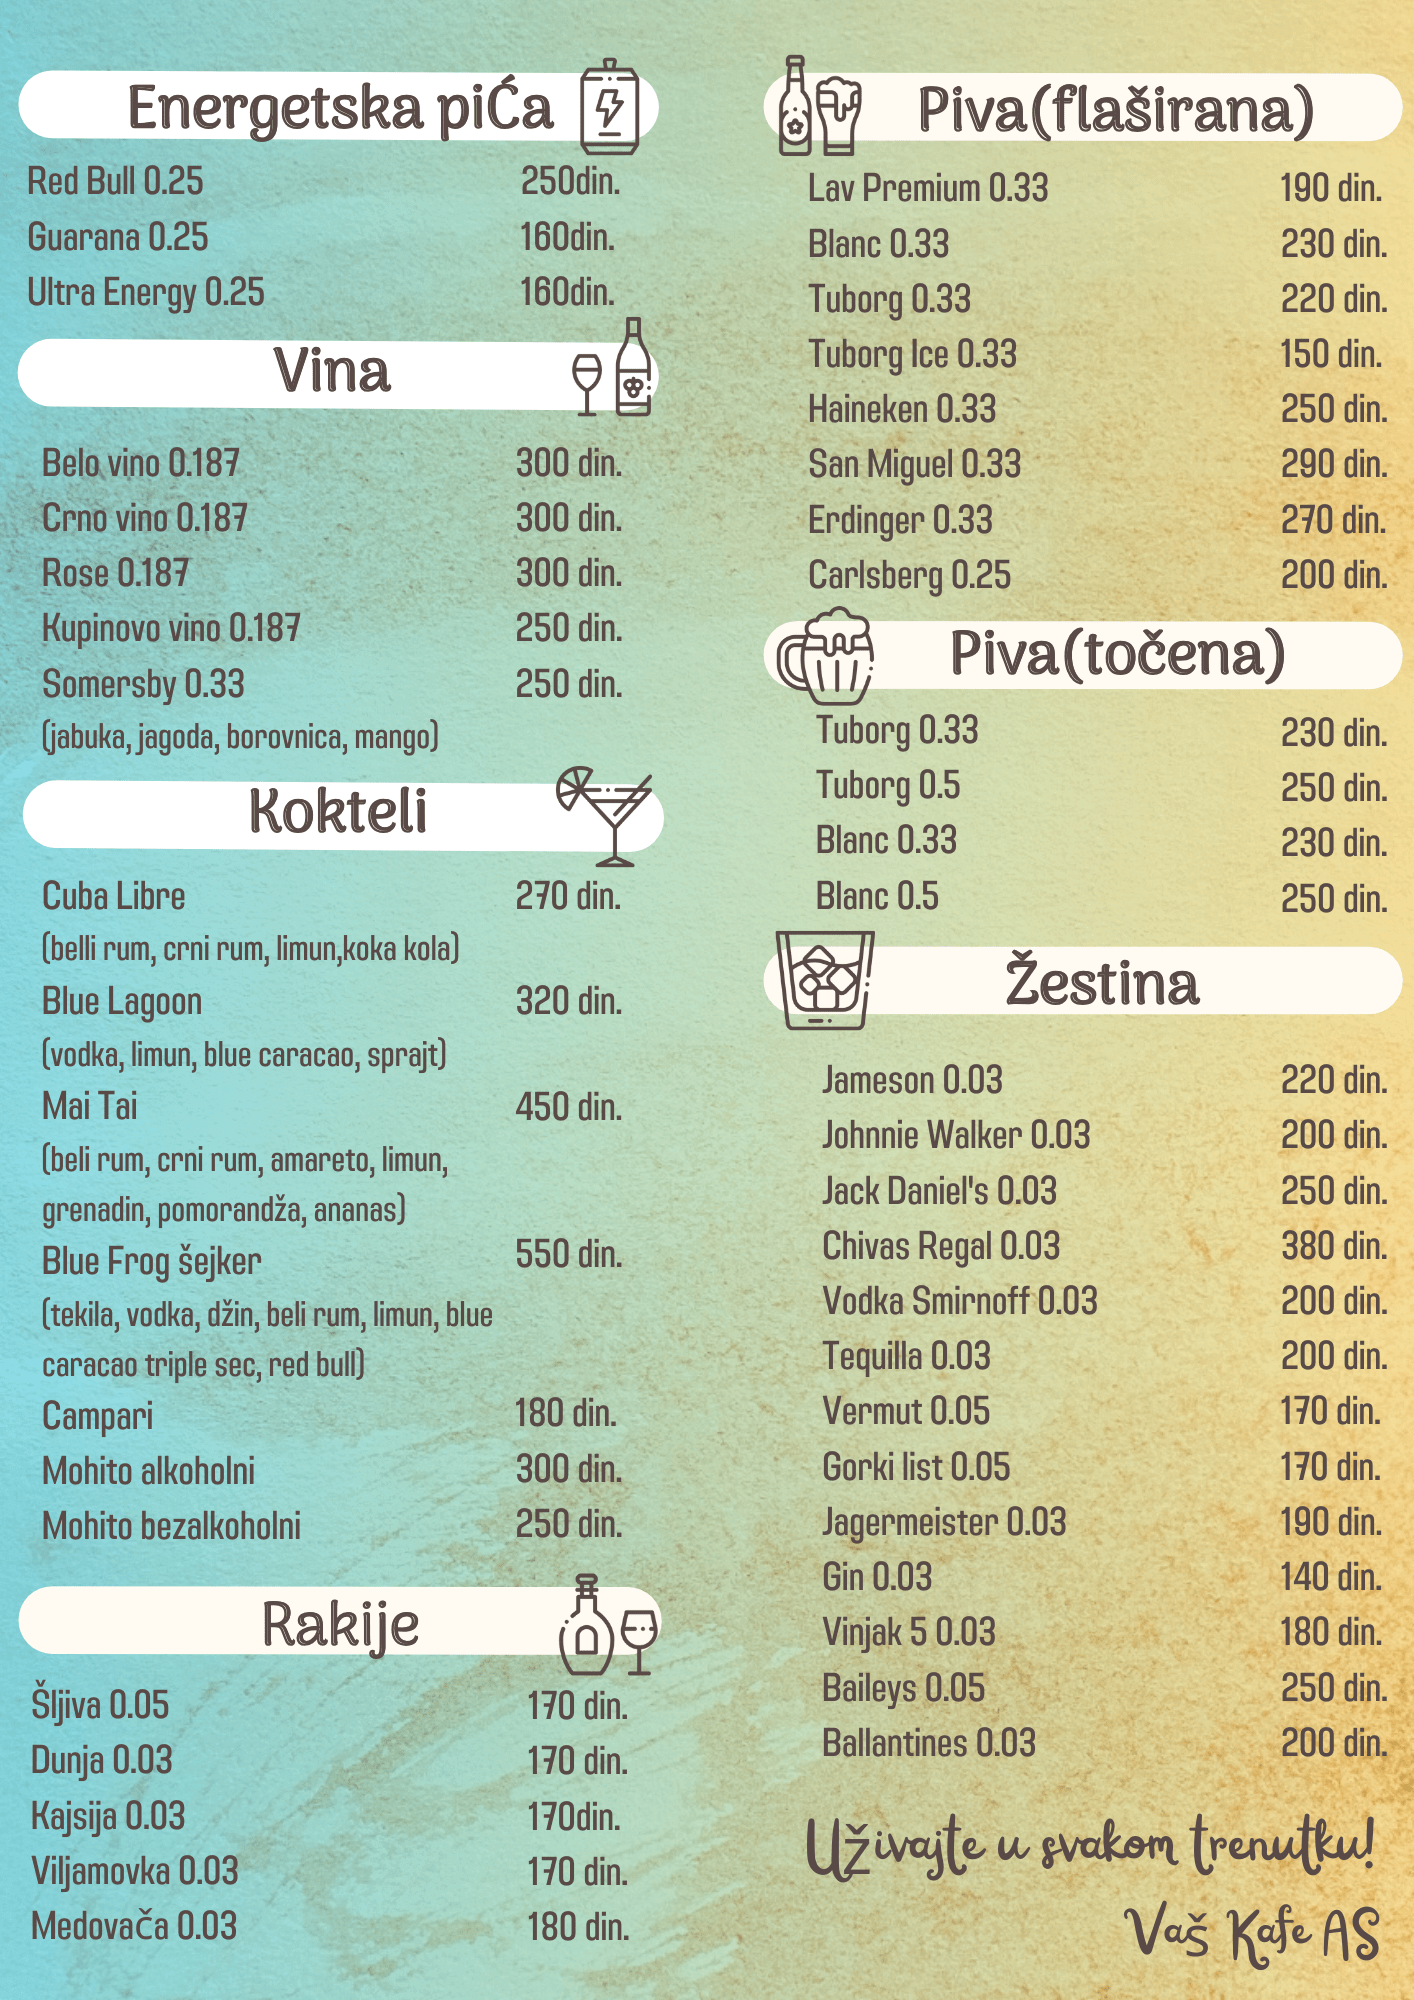 Energetska piĆa
Red Bull 0.25 250din.
Guarana 0.25 160din.
Ultra Energy 0.25 160din.
Vina
Belo vino 0.187 300 din.
Crno vino 0.187 300 din.
Rose 0.187 300 din.
Kupinovo vino 0.187 250 din.
Somersby 0.33 250 din.
(jabuka, jagoda, borovnica, mango)
Kokteli
Cuba Libre 270 din.
(belli rum, crni rum, limun,koka kola)
Blue Lagoon 320 din.
(vodka, limun, blue caracao, sprajt)
Mai Tai 450 din.
(beli rum, crni rum, amareto, limun,
grenadin, pomorandža, ananas)
Blue Frog šejker 550 din.
(tekila, vodka, džin, beli rum, limun, blue
caracao triple sec, red bull)
Campari 180 din.
Mohito alkoholni 300 din.
Mohito bezalkoholni 250 din.
Rakije
Šljiva 0.05 170 din.
Dunja 0.03 170 din.
Kajsija 0.03 170din.
Viljamovka 0.03 170 din.
Medovača 0.03 180 din.
Piva(flaširana)
Lav Premium 0.33 190 din.
Blanc 0.33 230 din.
Tuborg 0.33 220 din.
Tuborg Ice 0.33 150 din.
Haineken 0.33 250 din.
San Miguel 0.33 290 din.
Erdinger 0.33 270 din.
Carlsberg 0.25 200 din.
Piva(točena)
Tuborg 0.33 230 din.
Tuborg 0.5 250 din.
Blanc 0.33 230 din.
Blanc 0.5 250 din.
Žestina
Jameson 0.03 220 din.
Johnnie Walker 0.03 200 din.
Jack Daniel's 0.03 250 din.
Chivas Regal 0.03 380 din.
Vodka Smirnoff 0.03 200 din.
Tequilla 0.03 200 din.
Vermut 0.05 170 din.
Gorki list 0.05 170 din.
Jagermeister 0.03 190 din.
Gin 0.03 140 din.
Vinjak 5 0.03 180 din.
Baileys 0.05 250 din.
Ballantines 0.03 200 din.
Uživajte u svakom trenutku!
Vaš Kafe AS